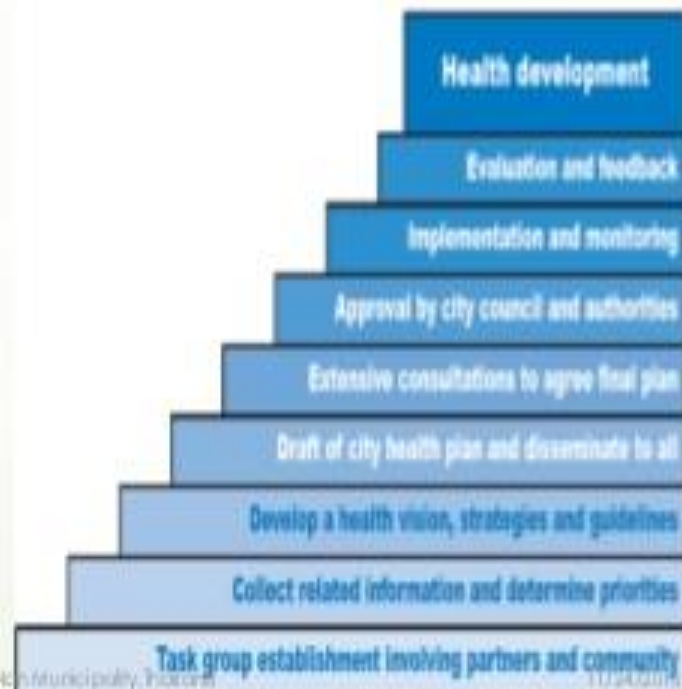 Health development
Evaluation and feedback
Implementation and monitoring
Approval by city council and authorities
Extensive consultations to agree final plan
Draft of city health plan and disseminate to all
Develop a health vision, strategies and guidelines
Collect related information and determine priorities
Task group establishment involving partners and community
Municipality,